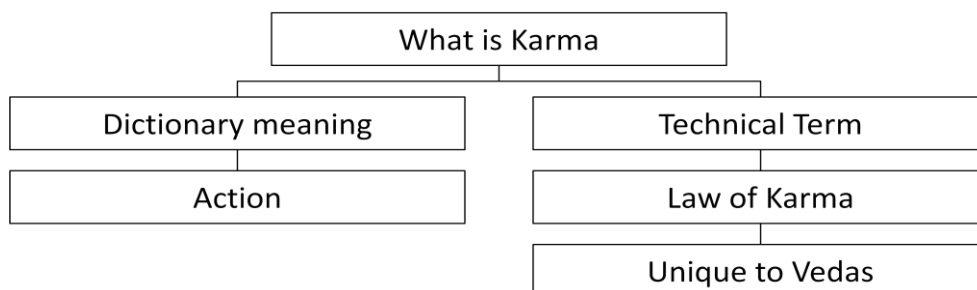 What is Karma
Dictionary meaning
Action
Technical Term
Law of Karma
Unique to Vedas